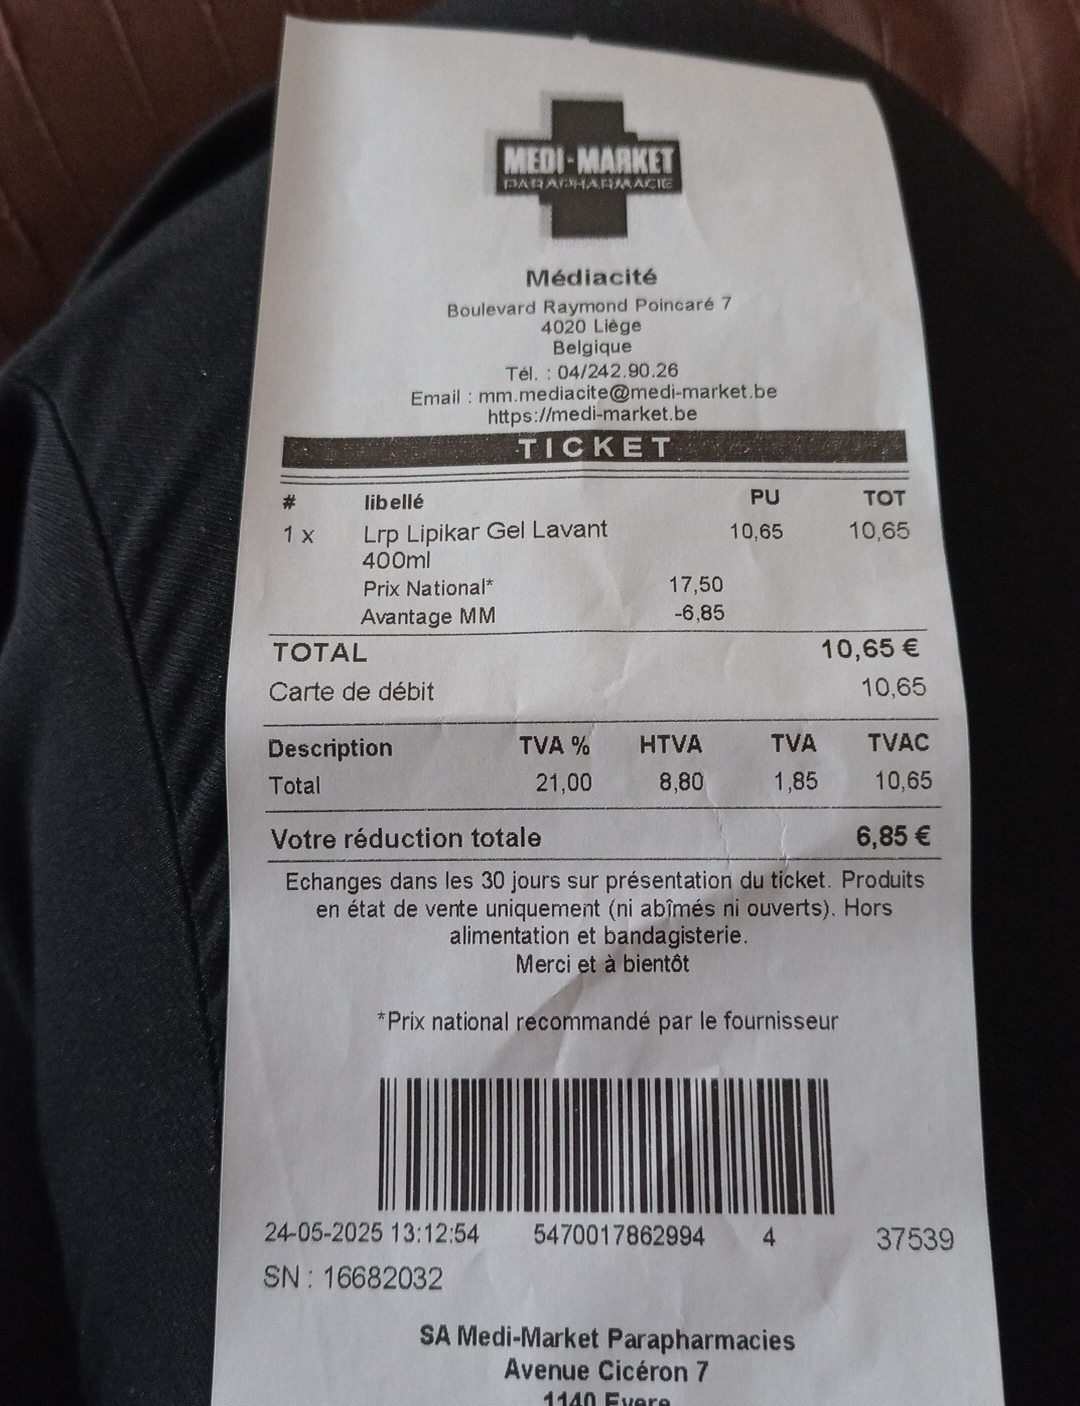 MEDI-MARKET
PARAPHARMACIE
Médiacité
Boulevard Raymond Poincaré 7
4020 Liège
Belgique
Tél. : 04/242.90.26
Email : mm.mediacite@medi-market.be
https://medi-market.be
TICKET
# libellé PU TOT
1 x Lrp Lipikar Gel Lavant 10,65 10,65
400ml
Prix National* 17,50
Avantage MM -6,85
TOTAL 10,65 €
Carte de débit 10,65
Description TVA % HTVA TVA TVAC
Total 21,00 8,80 1,85 10,65
Votre réduction totale 6,85 €
Echanges dans les 30 jours sur présentation du ticket. Produits
en état de vente uniquement (ni abîmés ni ouverts). Hors
alimentation et bandagisterie.
Merci et à bientôt
*Prix national recommandé par le fournisseur
24-05-2025 13:12:54 5470017862994 4 37539
SN : 16682032
SA Medi-Market Parapharmacies
Avenue Cicéron 7
1140 Evere